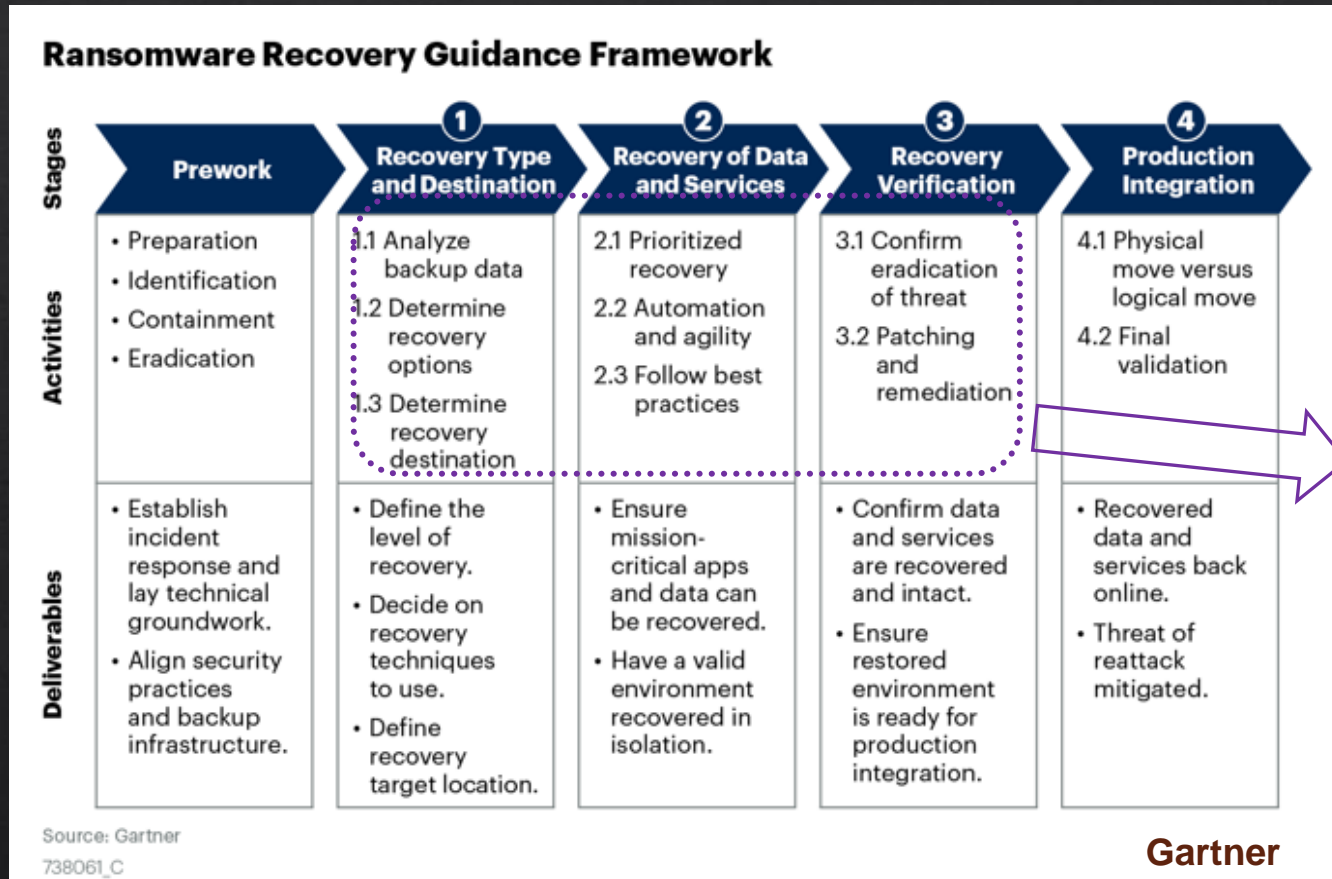 Ransomware Recovery Guidance Framework
Stages
Prework
1
Recovery Type
and Destination
2
Recovery of Data
and Services
3
Recovery
Verification
4
Production
Integration
Activities
• Preparation
• Identification
• Containment
• Eradication
1.1 Analyze
backup data
1.2 Determine
recovery
options
1.3 Determine
recovery
destination
2.1 Prioritized
recovery
2.2 Automation
and agility
2.3 Follow best
practices
3.1 Confirm
eradication
of threat
3.2 Patching
and
remediation
4.1 Physical
move versus
logical move
4.2 Final
validation
Deliverables
• Establish
incident
response and
lay technical
groundwork.
• Align security
practices
and backup
infrastructure.
• Define the
level of
recovery.
• Decide on
recovery
techniques
to use.
• Define
recovery
target location.
• Ensure
mission-
critical apps
and data can
be recovered.
• Have a valid
environment
recovered in
isolation.
• Confirm data
and services
are recovered
and intact.
• Ensure
restored
environment
is ready for
production
integration.
• Recovered
data and
services back
online.
• Threat of
reattack
mitigated.
Source: Gartner
738061_C
Gartner